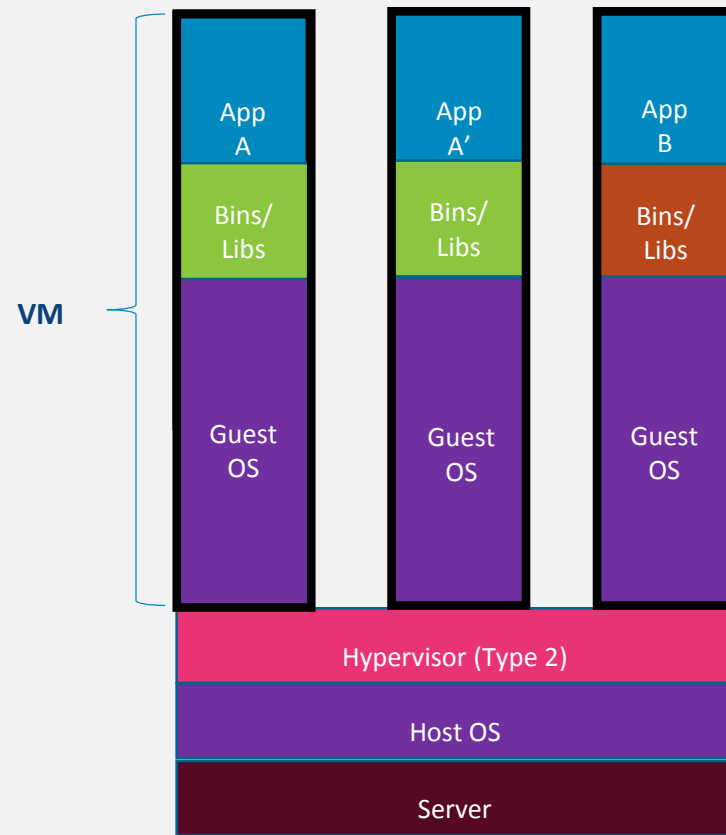 App
A
App
A’
App
B
Bins/
Libs
Bins/
Libs
Bins/
Libs
VM
Guest
OS
Guest
OS
Guest
OS
Hypervisor (Type 2)
Host OS
Server